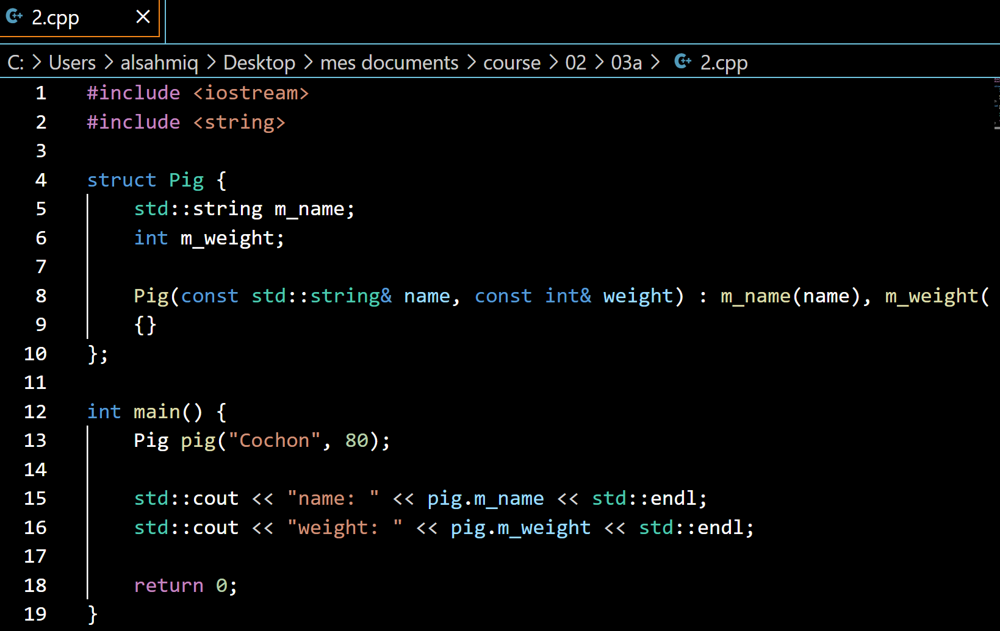 2.cpp
C: > Users > alsahmiq > Desktop > mes documents > course > 02 > 03a > 2.cpp
1 #include <iostream>
2 #include <string>
3
4 struct Pig {
5     std::string m_name;
6     int m_weight;
7
8     Pig(const std::string& name, const int& weight) : m_name(name), m_weight(
9     {}
10 };
11
12 int main() {
13     Pig pig("Cochon", 80);
14
15     std::cout << "name: " << pig.m_name << std::endl;
16     std::cout << "weight: " << pig.m_weight << std::endl;
17
18     return 0;
19 }